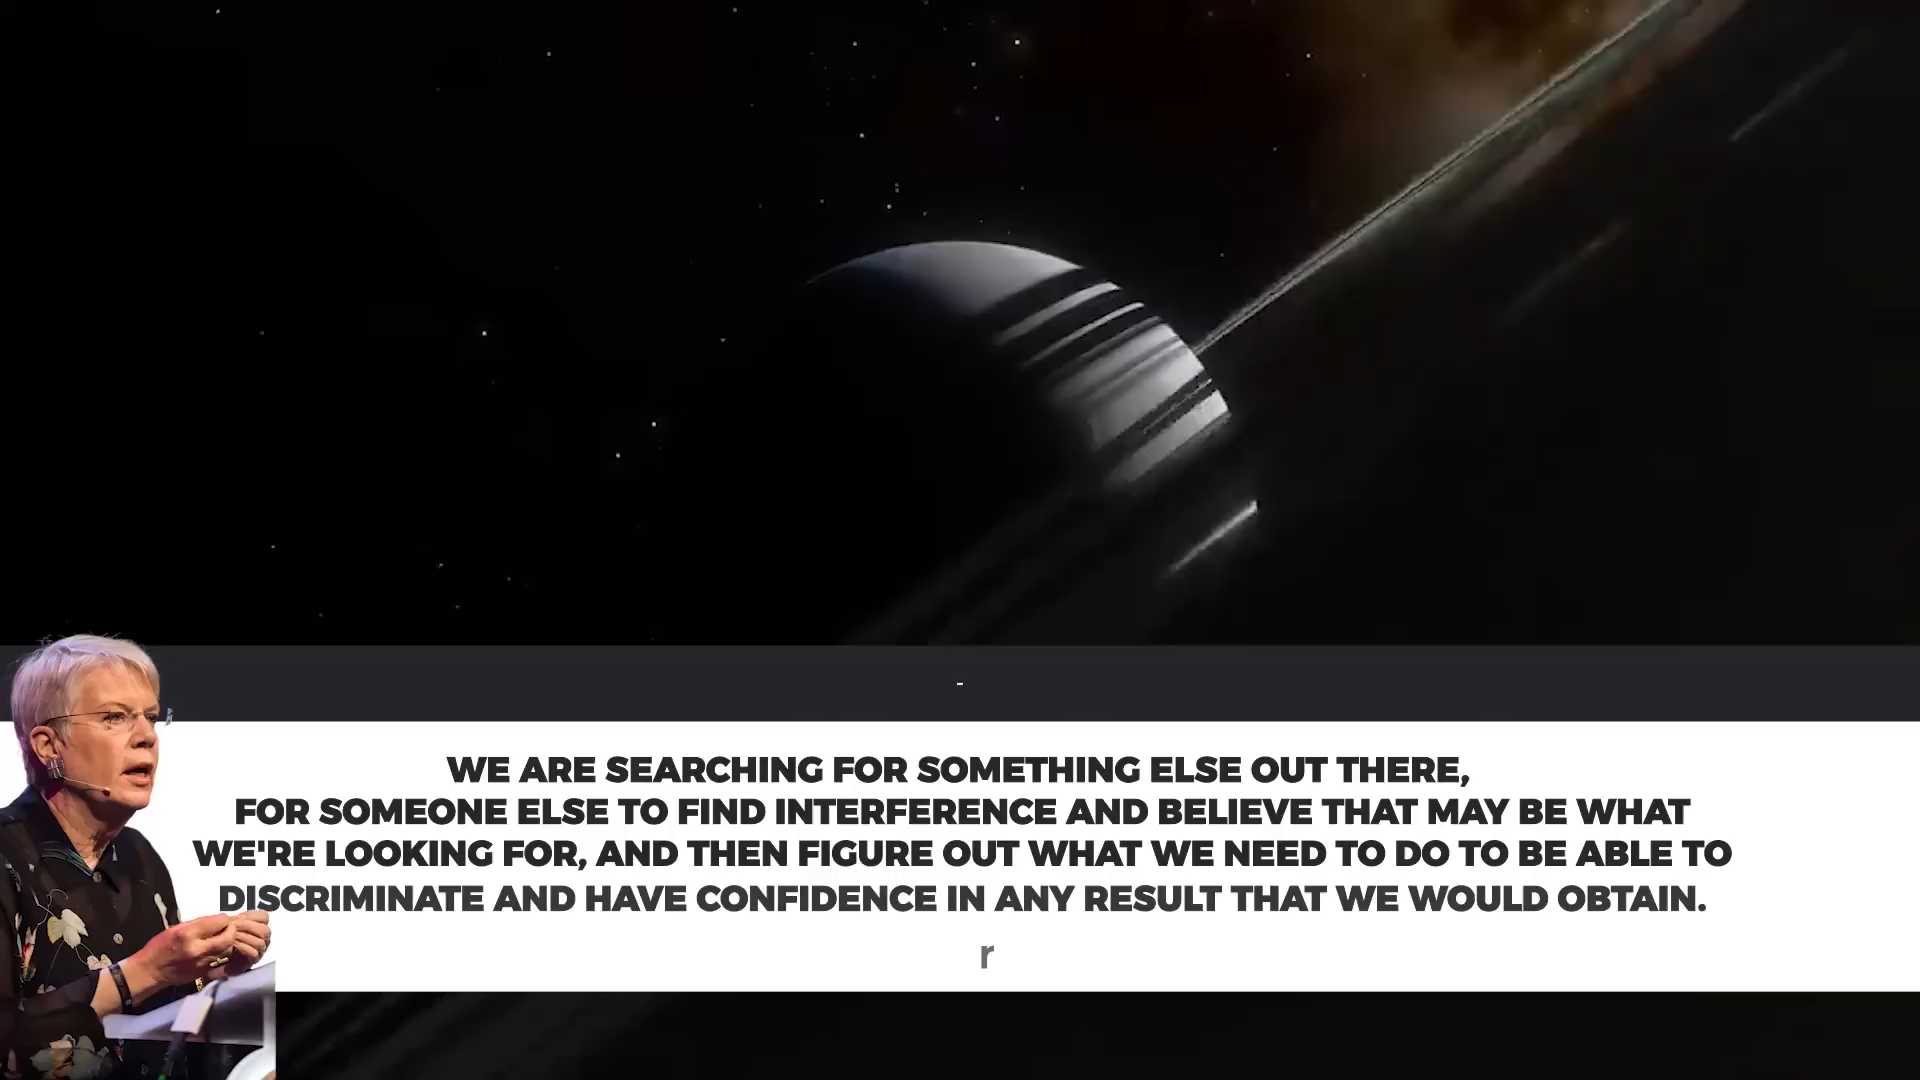 -
WE ARE SEARCHING FOR SOMETHING ELSE OUT THERE,
FOR SOMEONE ELSE TO FIND INTERFERENCE AND BELIEVE THAT MAY BE WHAT
WE'RE LOOKING FOR, AND THEN FIGURE OUT WHAT WE NEED TO DO TO BE ABLE TO
DISCRIMINATE AND HAVE CONFIDENCE IN ANY RESULT THAT WE WOULD OBTAIN.
r